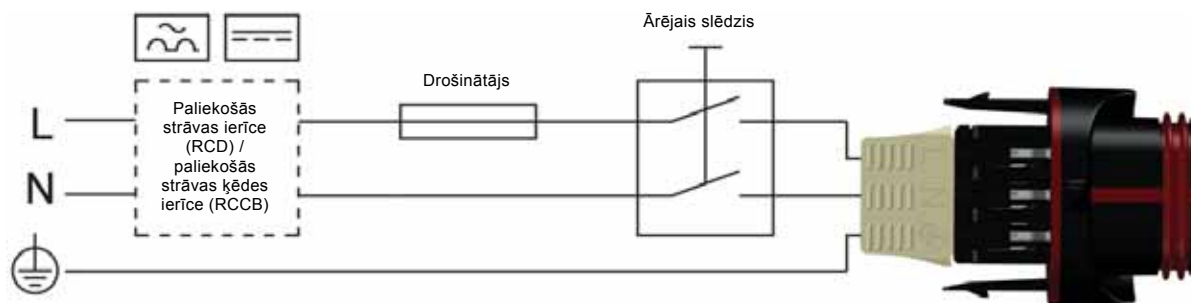 Ārējais slēdzis
Drošinātājs
Paliekošās
strāvas ierīce
(RCD) /
paliekošās
strāvas ķēdes
ierīce (RCCB)
L
N
L
N